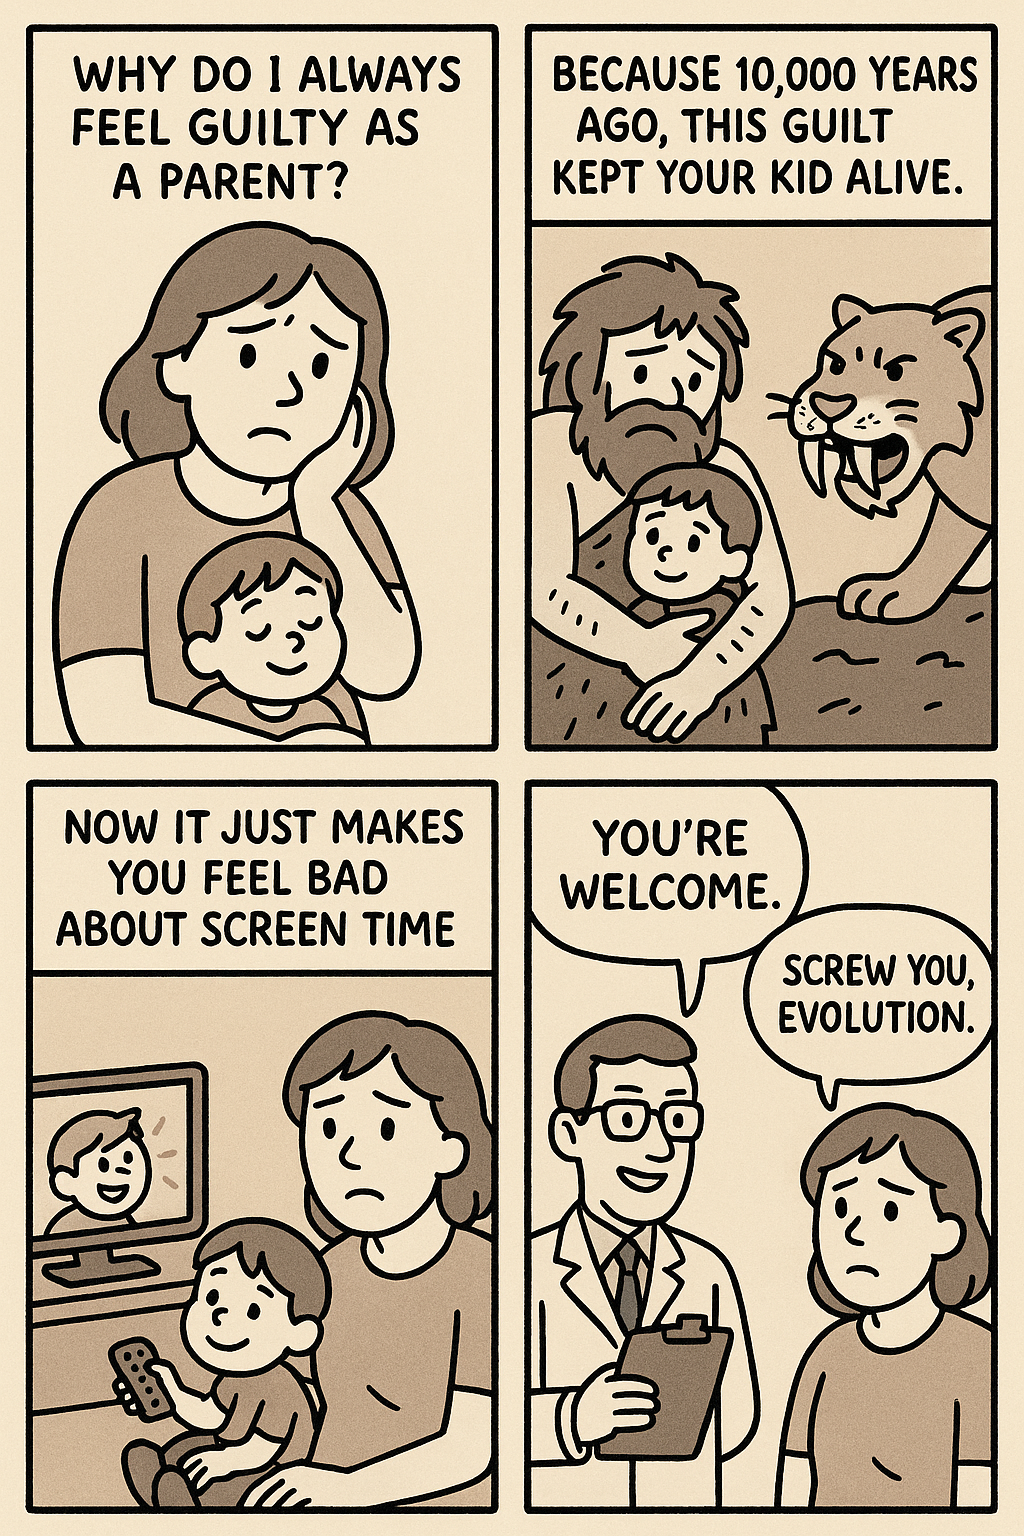 WHY DO I ALWAYS
FEEL GUILTY AS
A PARENT?
BECAUSE 10,000 YEARS
AGO, THIS GUILT
KEPT YOUR KID ALIVE.
NOW IT JUST MAKES
YOU FEEL BAD
ABOUT SCREEN TIME
YOU'RE
WELCOME.
SCREW YOU,
EVOLUTION.